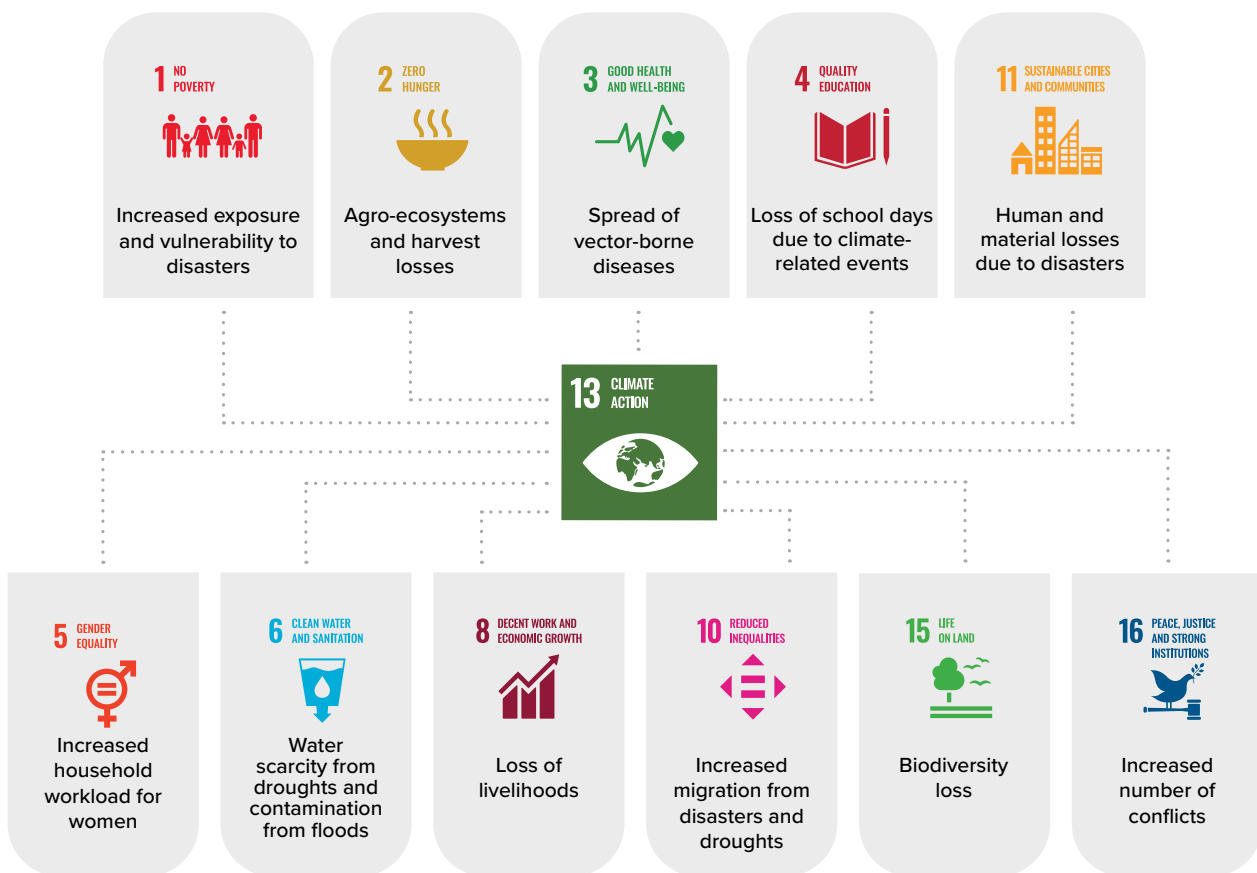 1 NO
POVERTY
Increased exposure
and vulnerability to
disasters
2 ZERO
HUNGER
Agro-ecosystems
and harvest
losses
3 GOOD HEALTH
AND WELL-BEING
Spread of
vector-borne
diseases
4 QUALITY
EDUCATION
Loss of school days
due to climate-
related events
11 SUSTAINABLE CITIES
AND COMMUNITIES
Human and
material losses
due to disasters
13 CLIMATE
ACTION
5 GENDER
EQUALITY
Increased
household
workload for
women
6 CLEAN WATER
AND SANITATION
Water
scarcity from
droughts and
contamination
from floods
8 DECENT WORK AND
ECONOMIC GROWTH
Loss of
livelihoods
10 REDUCED
INEQUALITIES
Increased
migration from
disasters and
droughts
15 LIFE
ON LAND
Biodiversity
loss
16 PEACE, JUSTICE
AND STRONG
INSTITUTIONS
Increased
number of
conflicts